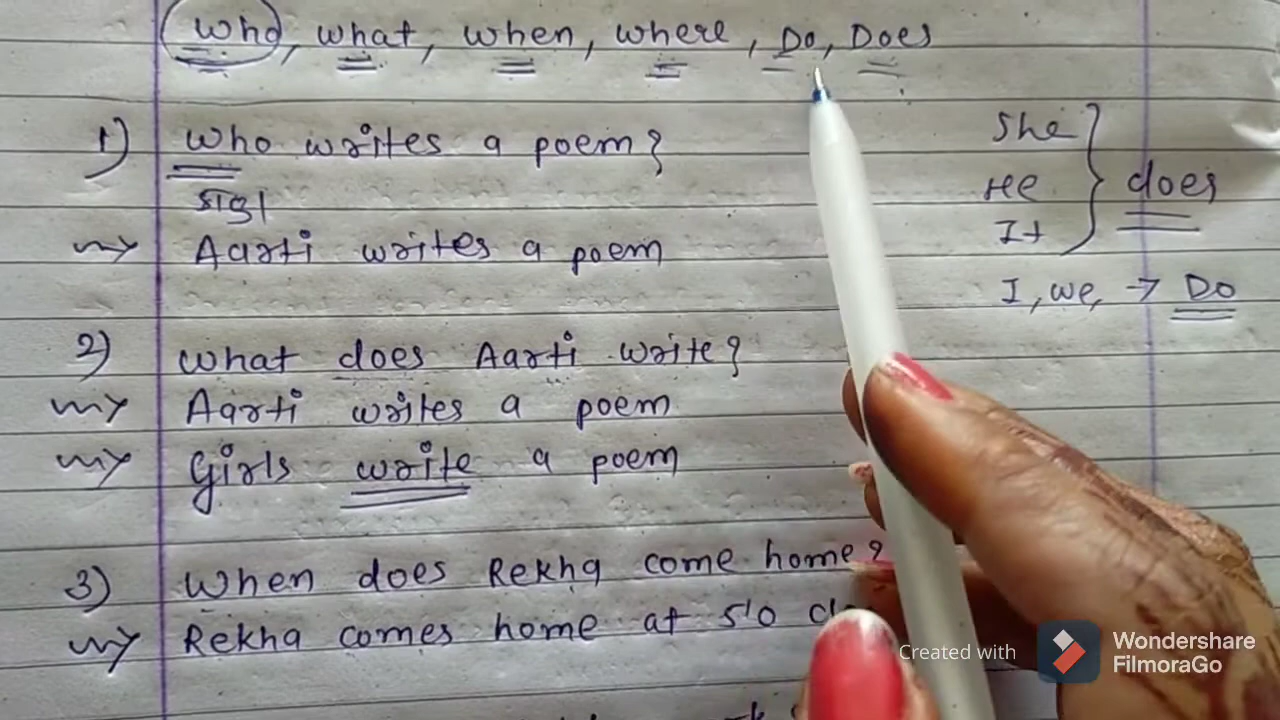 Who, what, when, where, Do, Does
1) Who writes a poem?
She
He
It
does
Aarti writes a poem
I, we, → Do
2) What does Aarti write?
Aarti writes a poem
Girls write a poem
3) When does Rekha come home?
Rekha comes home at 5'o
Created with Wondershare FilmoraGo